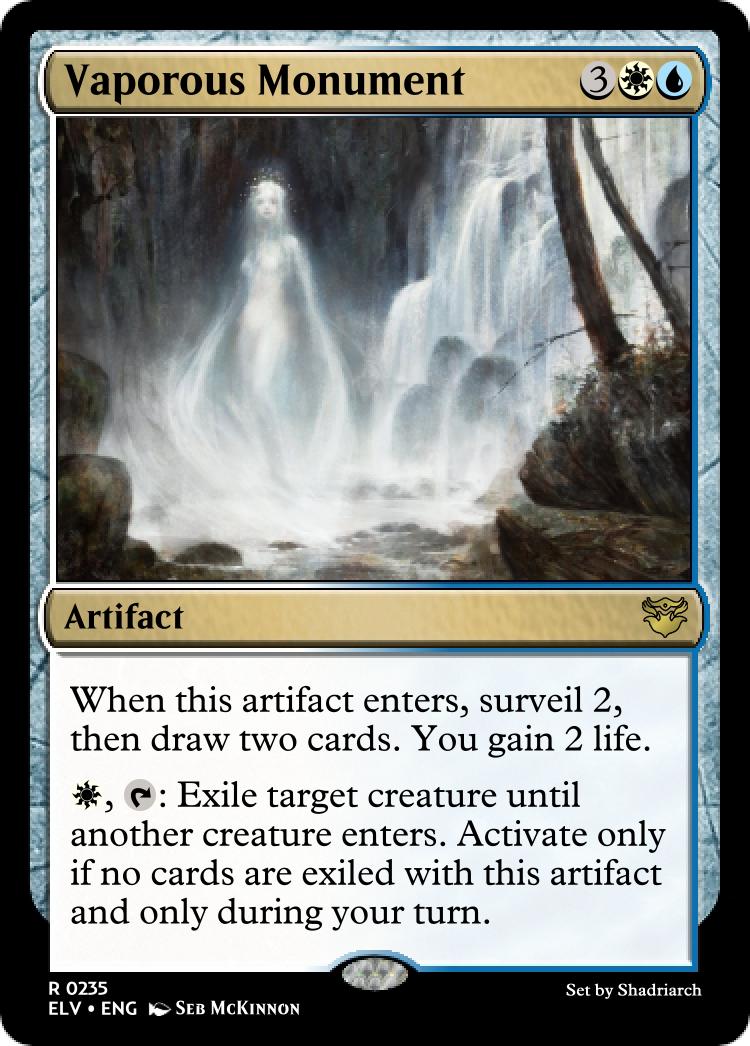 Vaporous Monument 3
Artifact
When this artifact enters, surveil 2,
then draw two cards. You gain 2 life.
, : Exile target creature until
another creature enters. Activate only
if no cards are exiled with this artifact
and only during your turn.
R 0235
ELV • ENG SEB MCKINNON
Set by Shadriarch